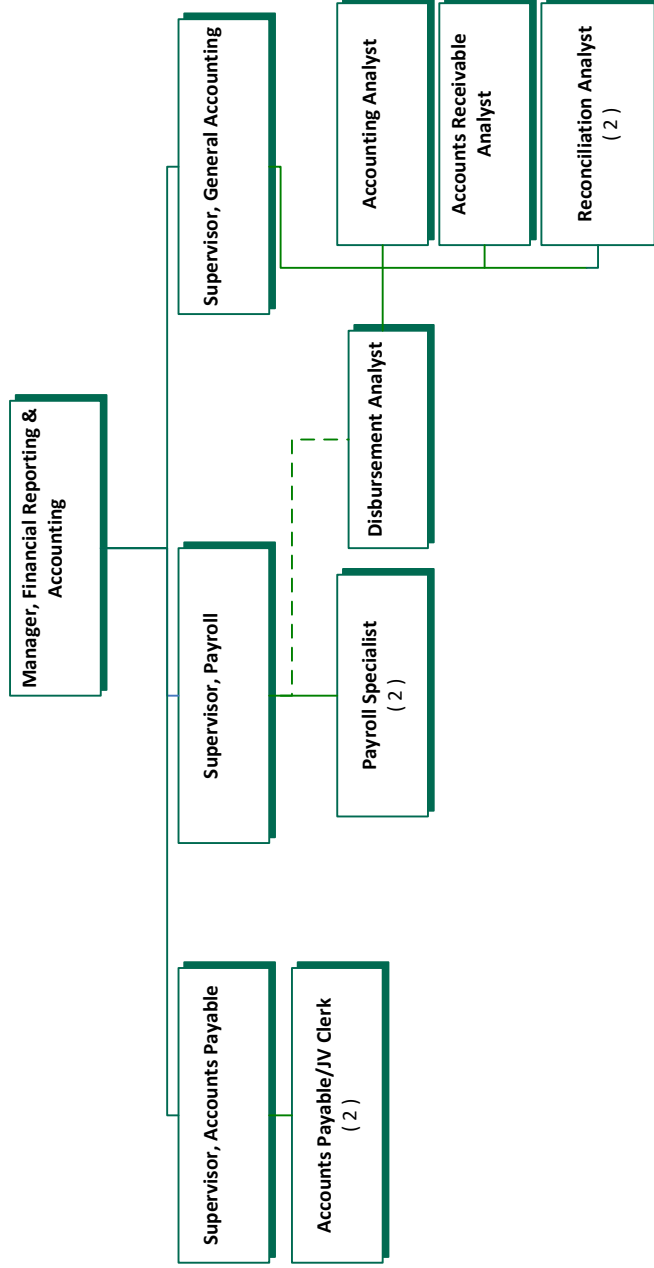 Manager, Financial Reporting &
Accounting
Supervisor, Accounts Payable
Supervisor, Payroll
Supervisor, General Accounting
Accounts Payable/JV Clerk
( 2 )
Payroll Specialist
( 2 )
Disbursement Analyst
Accounting Analyst
Accounts Receivable
Analyst
Reconciliation Analyst
( 2 )